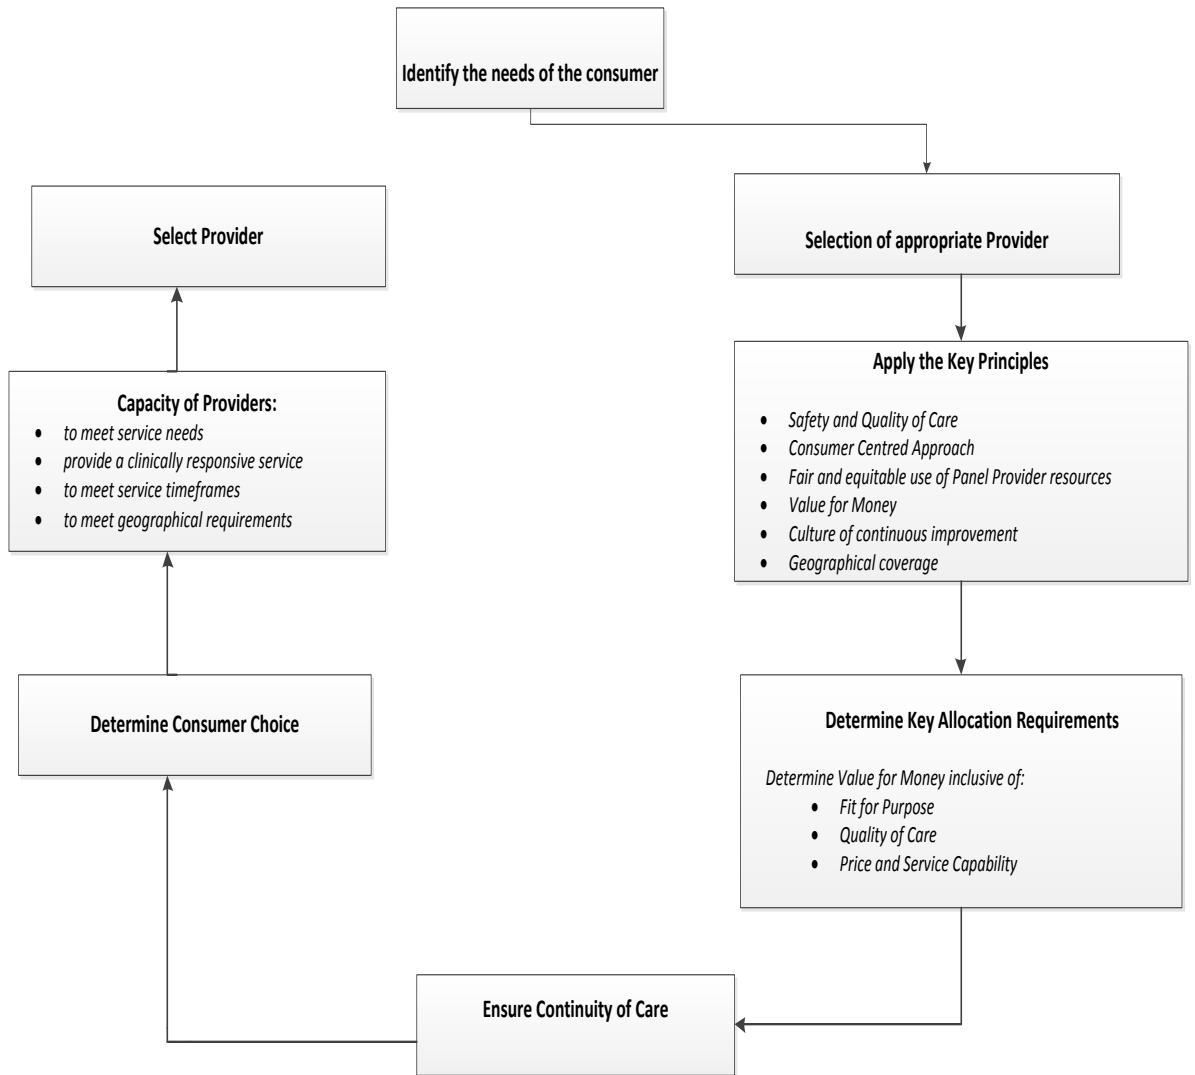 Identify the needs of the consumer
Selection of appropriate Provider
Apply the Key Principles
• Safety and Quality of Care
• Consumer Centred Approach
• Fair and equitable use of Panel Provider resources
• Value for Money
• Culture of continuous improvement
• Geographical coverage
Determine Key Allocation Requirements
Determine Value for Money inclusive of:
• Fit for Purpose
• Quality of Care
• Price and Service Capability
Ensure Continuity of Care
Determine Consumer Choice
Capacity of Providers:
• to meet service needs
• provide a clinically responsive service
• to meet service timeframes
• to meet geographical requirements
Select Provider